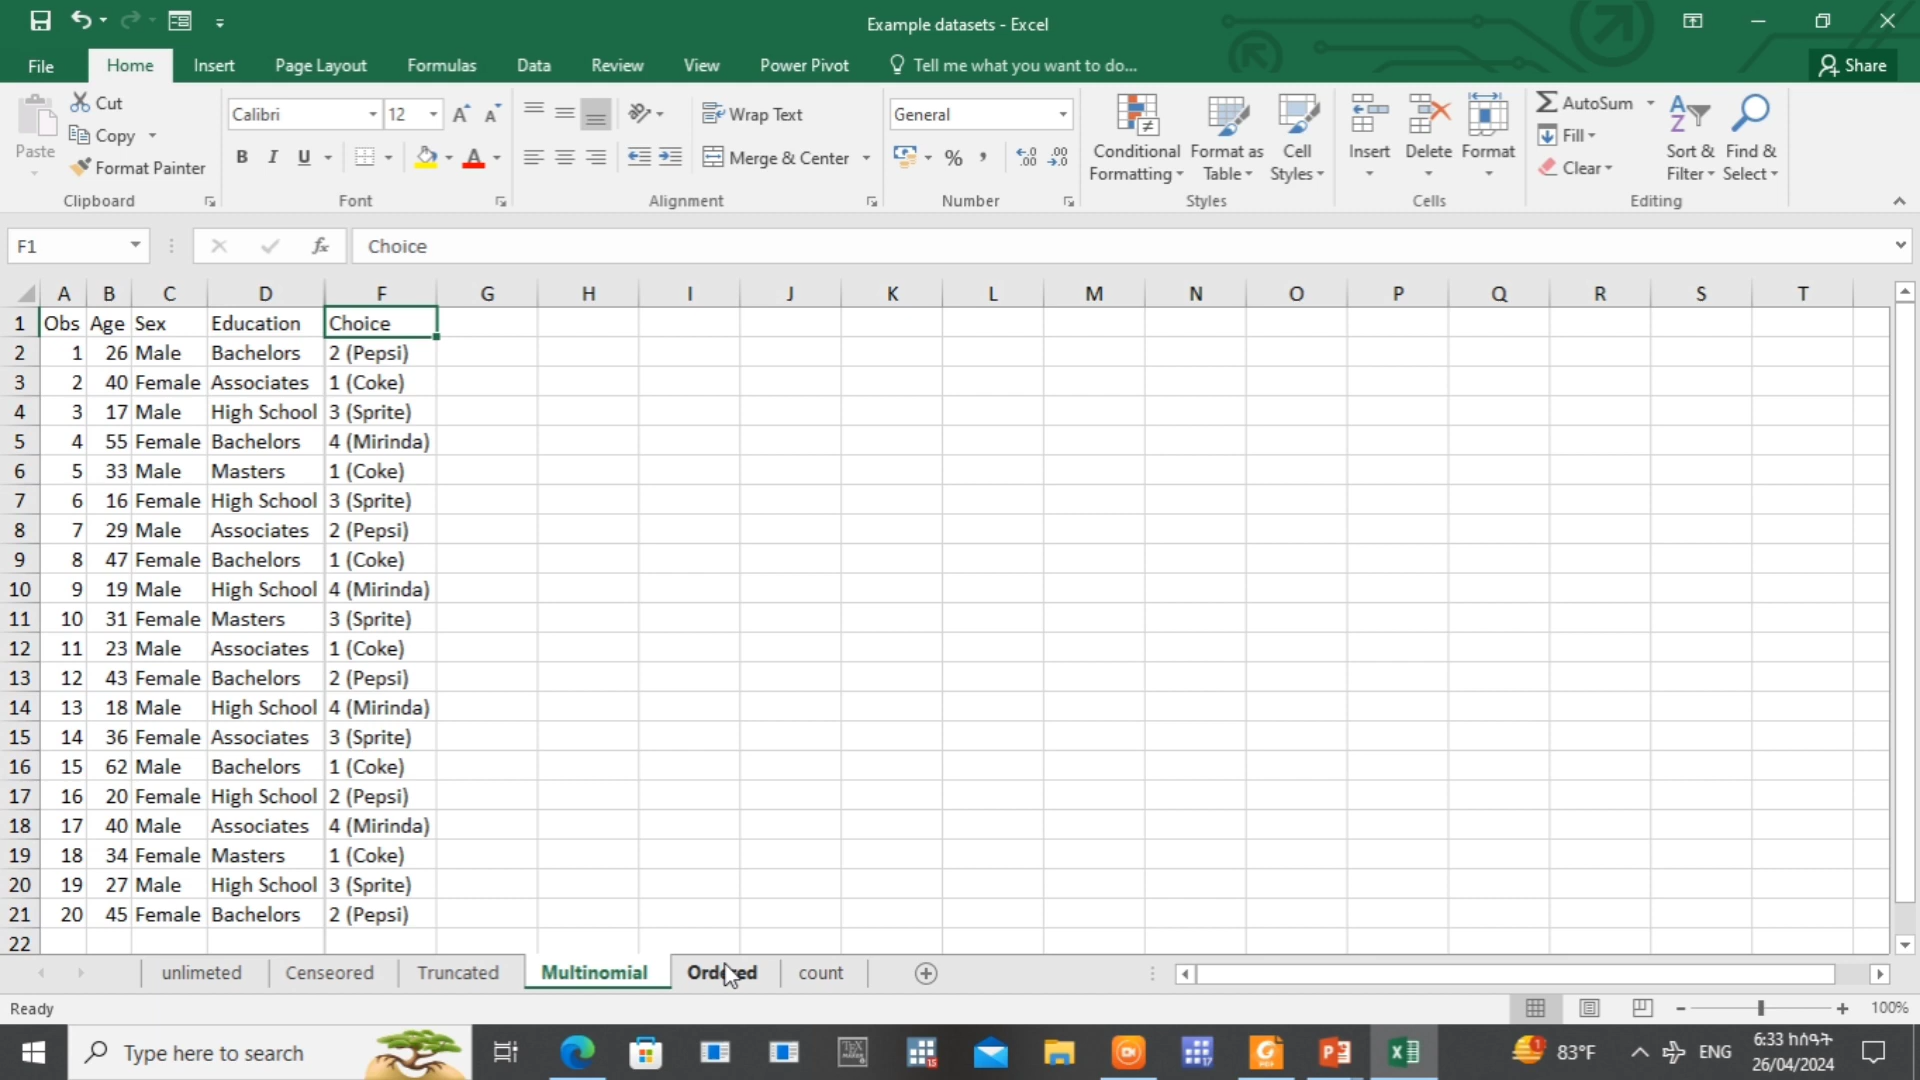 Example datasets - Excel
File Home Insert Page Layout Formulas Data Review View Power Pivot Tell me what you want to do... Share
Paste Cut Copy Format Painter Clipboard
Calibri 12 B I U A Font
Wrap Text Merge & Center Alignment
General % Number
Conditional Formatting Format as Table Cell Styles Styles
Insert Delete Format Cells
AutoSum Fill Clear Sort & Filter Find & Select Editing
F1 fx Choice
A B C D F G H I J K L M N O P Q R S T
1 Obs Age Sex Education Choice
2 1 26 Male Bachelors 2 (Pepsi)
3 2 40 Female Associates 1 (Coke)
4 3 17 Male High School 3 (Sprite)
5 4 55 Female Bachelors 4 (Mirinda)
6 5 33 Male Masters 1 (Coke)
7 6 16 Female High School 3 (Sprite)
8 7 29 Male Associates 2 (Pepsi)
9 8 47 Female Bachelors 1 (Coke)
10 9 19 Male High School 4 (Mirinda)
11 10 31 Female Masters 3 (Sprite)
12 11 23 Male Associates 1 (Coke)
13 12 43 Female Bachelors 2 (Pepsi)
14 13 18 Male High School 4 (Mirinda)
15 14 36 Female Associates 3 (Sprite)
16 15 62 Male Bachelors 1 (Coke)
17 16 20 Female High School 2 (Pepsi)
18 17 40 Male Associates 4 (Mirinda)
19 18 34 Female Masters 1 (Coke)
20 19 27 Male High School 3 (Sprite)
21 20 45 Female Bachelors 2 (Pepsi)
22
unlimeted Censeored Truncated Multinomial Ordered count
Ready 100%
Type here to search 83°F ENG 6:33 ከሰዓት
26/04/2024